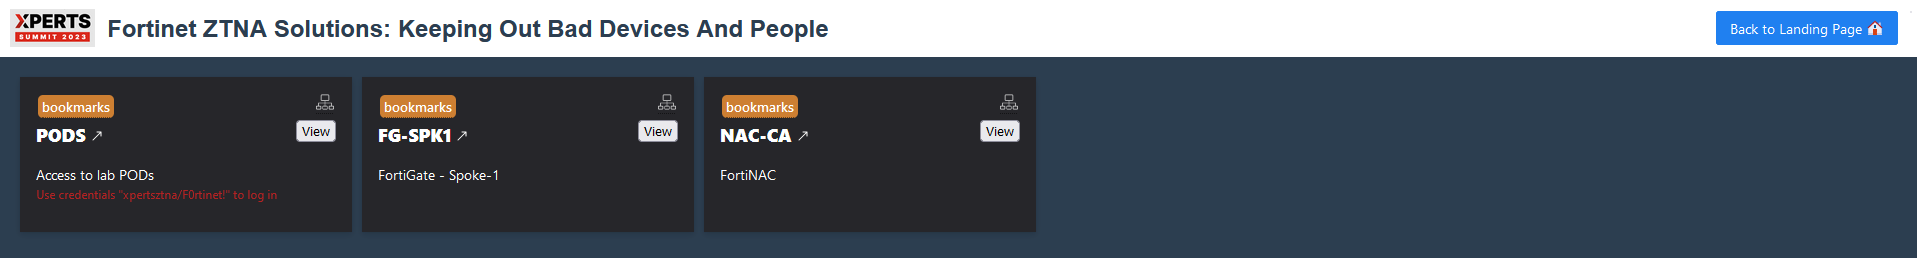 XPERTS
SUMMIT 2023
Fortinet ZTNA Solutions: Keeping Out Bad Devices And People
Back to Landing Page
bookmarks
PODS
View
Access to lab PODs
Use credentials "xpertsztna/F0rtinet!" to log in
bookmarks
FG-SPK1
View
FortiGate - Spoke-1
bookmarks
NAC-CA
View
FortiNAC